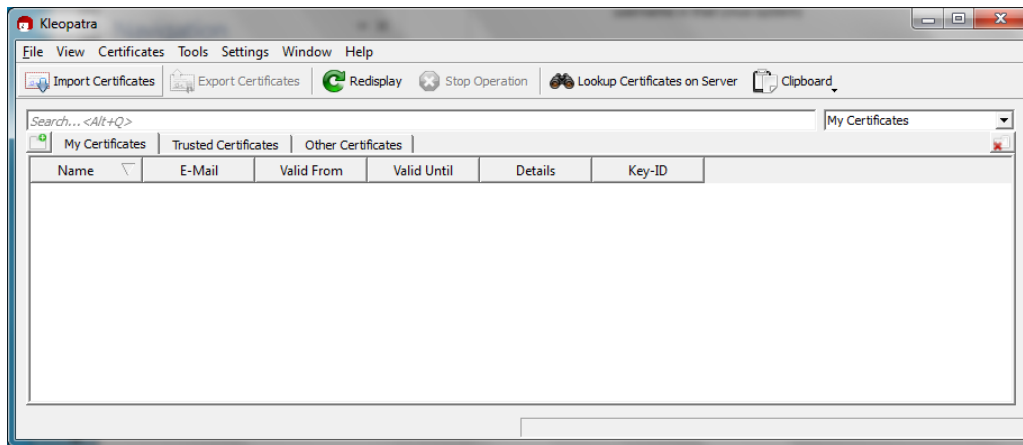 Kleopatra
File View Certificates Tools Settings Window Help
Import Certificates Export Certificates Redisplay Stop Operation Lookup Certificates on Server Clipboard
Search... <Alt+Q> My Certificates
My Certificates Trusted Certificates Other Certificates
Name E-Mail Valid From Valid Until Details Key-ID